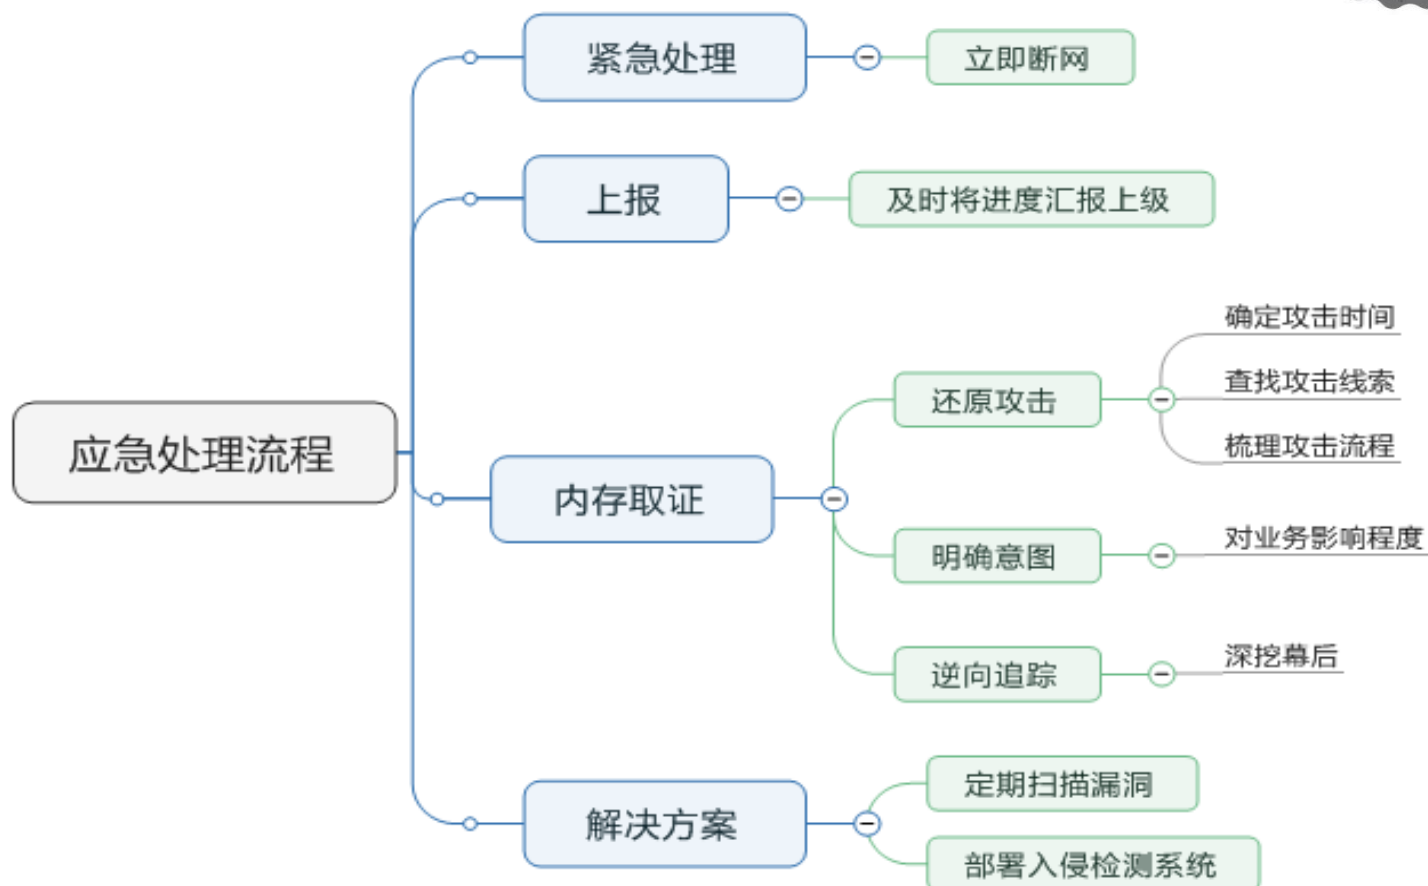 紧急处理
立即断网
上报
及时将进度汇报上级
应急处理流程
内存取证
还原攻击
确定攻击时间
查找攻击线索
梳理攻击流程
明确意图
对业务影响程度
逆向追踪
深挖幕后
解决方案
定期扫描漏洞
部署入侵检测系统